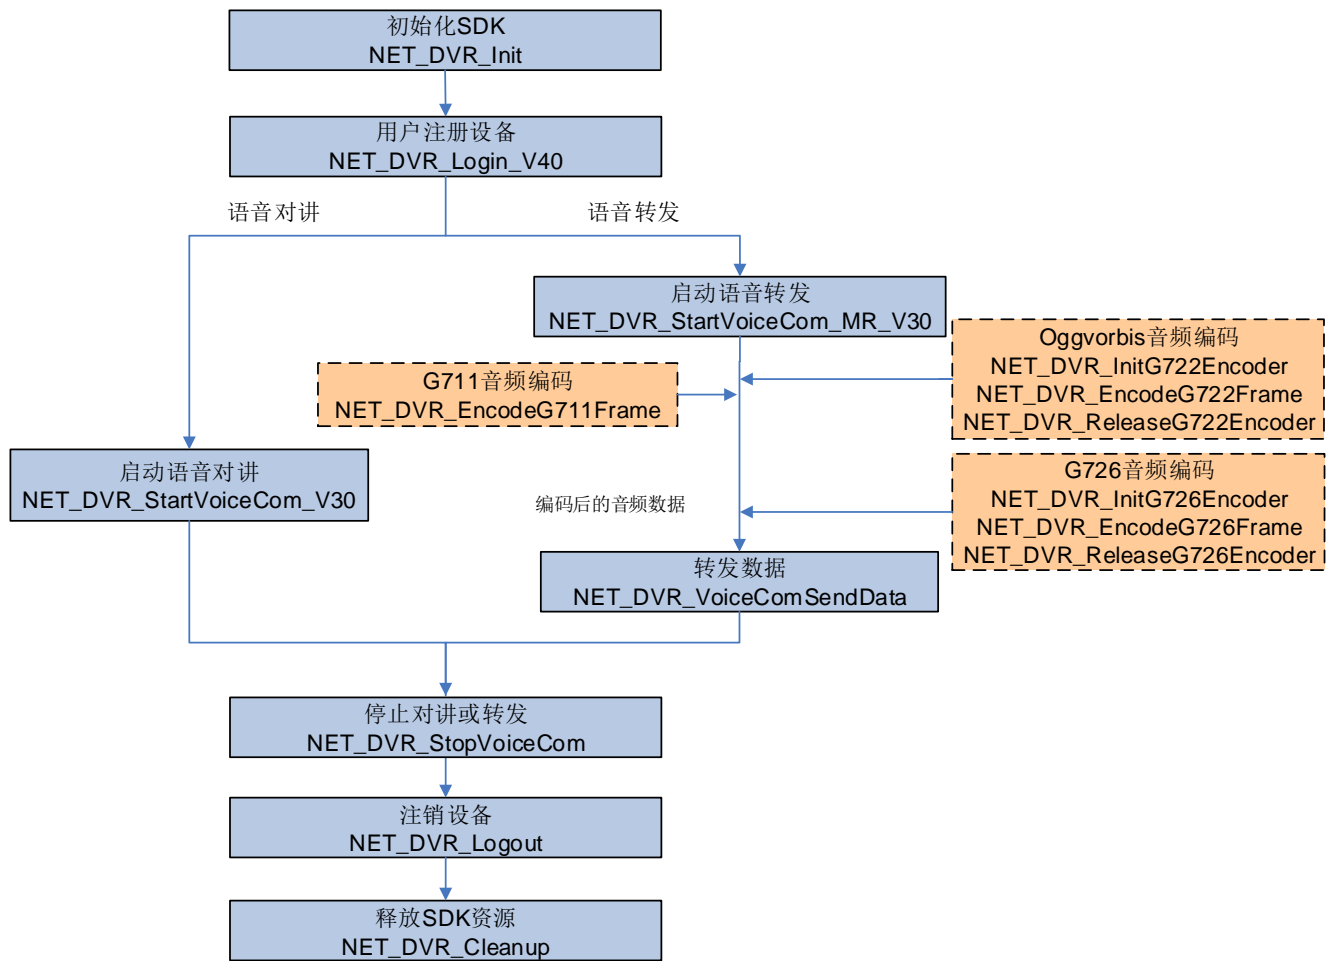 初始化SDK
NET_DVR_Init
用户注册设备
NET_DVR_Login_V40
语音对讲
语音转发
启动语音转发
NET_DVR_StartVoiceCom_MR_V30
Oggvorbis音频编码
NET_DVR_InitG722Encoder
NET_DVR_EncodeG722Frame
NET_DVR_ReleaseG722Encoder
G711音频编码
NET_DVR_EncodeG711Frame
启动语音对讲
NET_DVR_StartVoiceCom_V30
G726音频编码
NET_DVR_InitG726Encoder
NET_DVR_EncodeG726Frame
NET_DVR_ReleaseG726Encoder
编码后的音频数据
转发数据
NET_DVR_VoiceComSendData
停止对讲或转发
NET_DVR_StopVoiceCom
注销设备
NET_DVR_Logout
释放SDK资源
NET_DVR_Cleanup